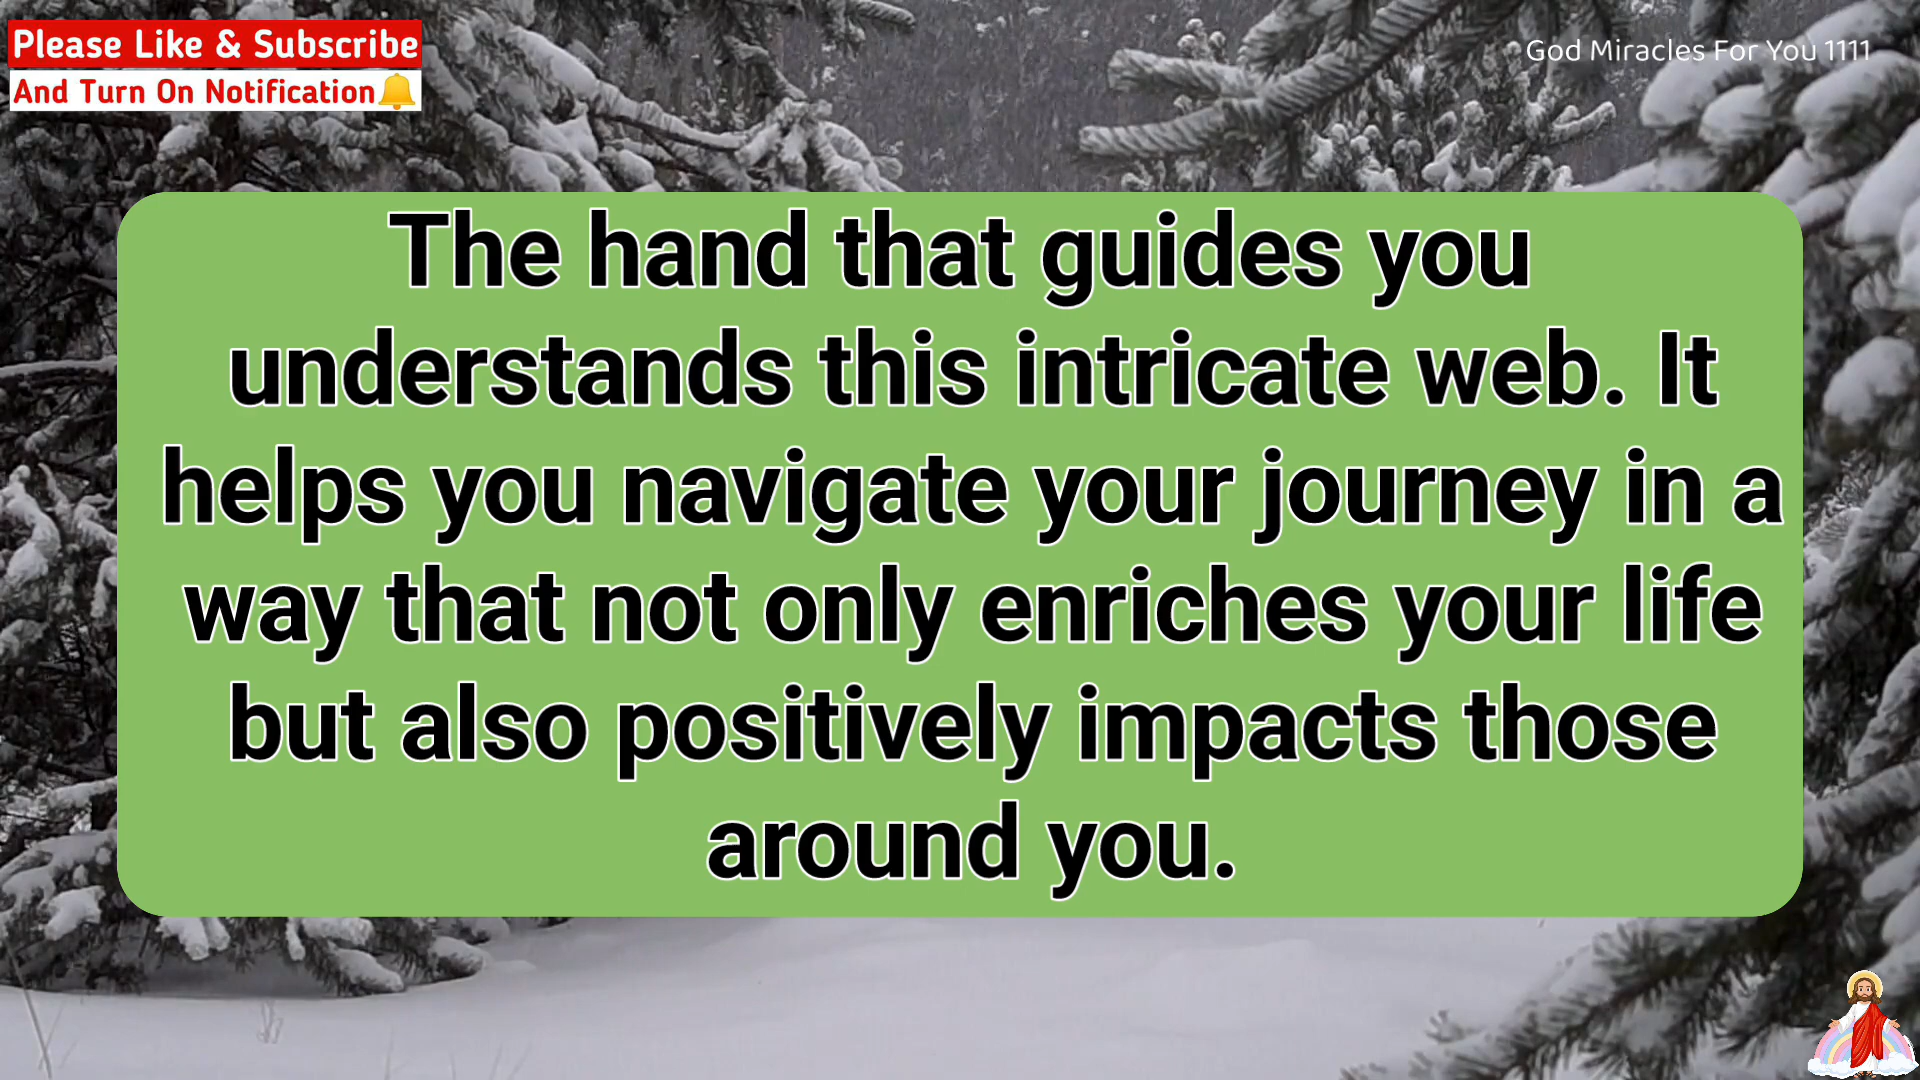 Please Like & Subscribe
And Turn On Notification🔔
God Miracles For You 1111
The hand that guides you
understands this intricate web. It
helps you navigate your journey in a
way that not only enriches your life
but also positively impacts those
around you.